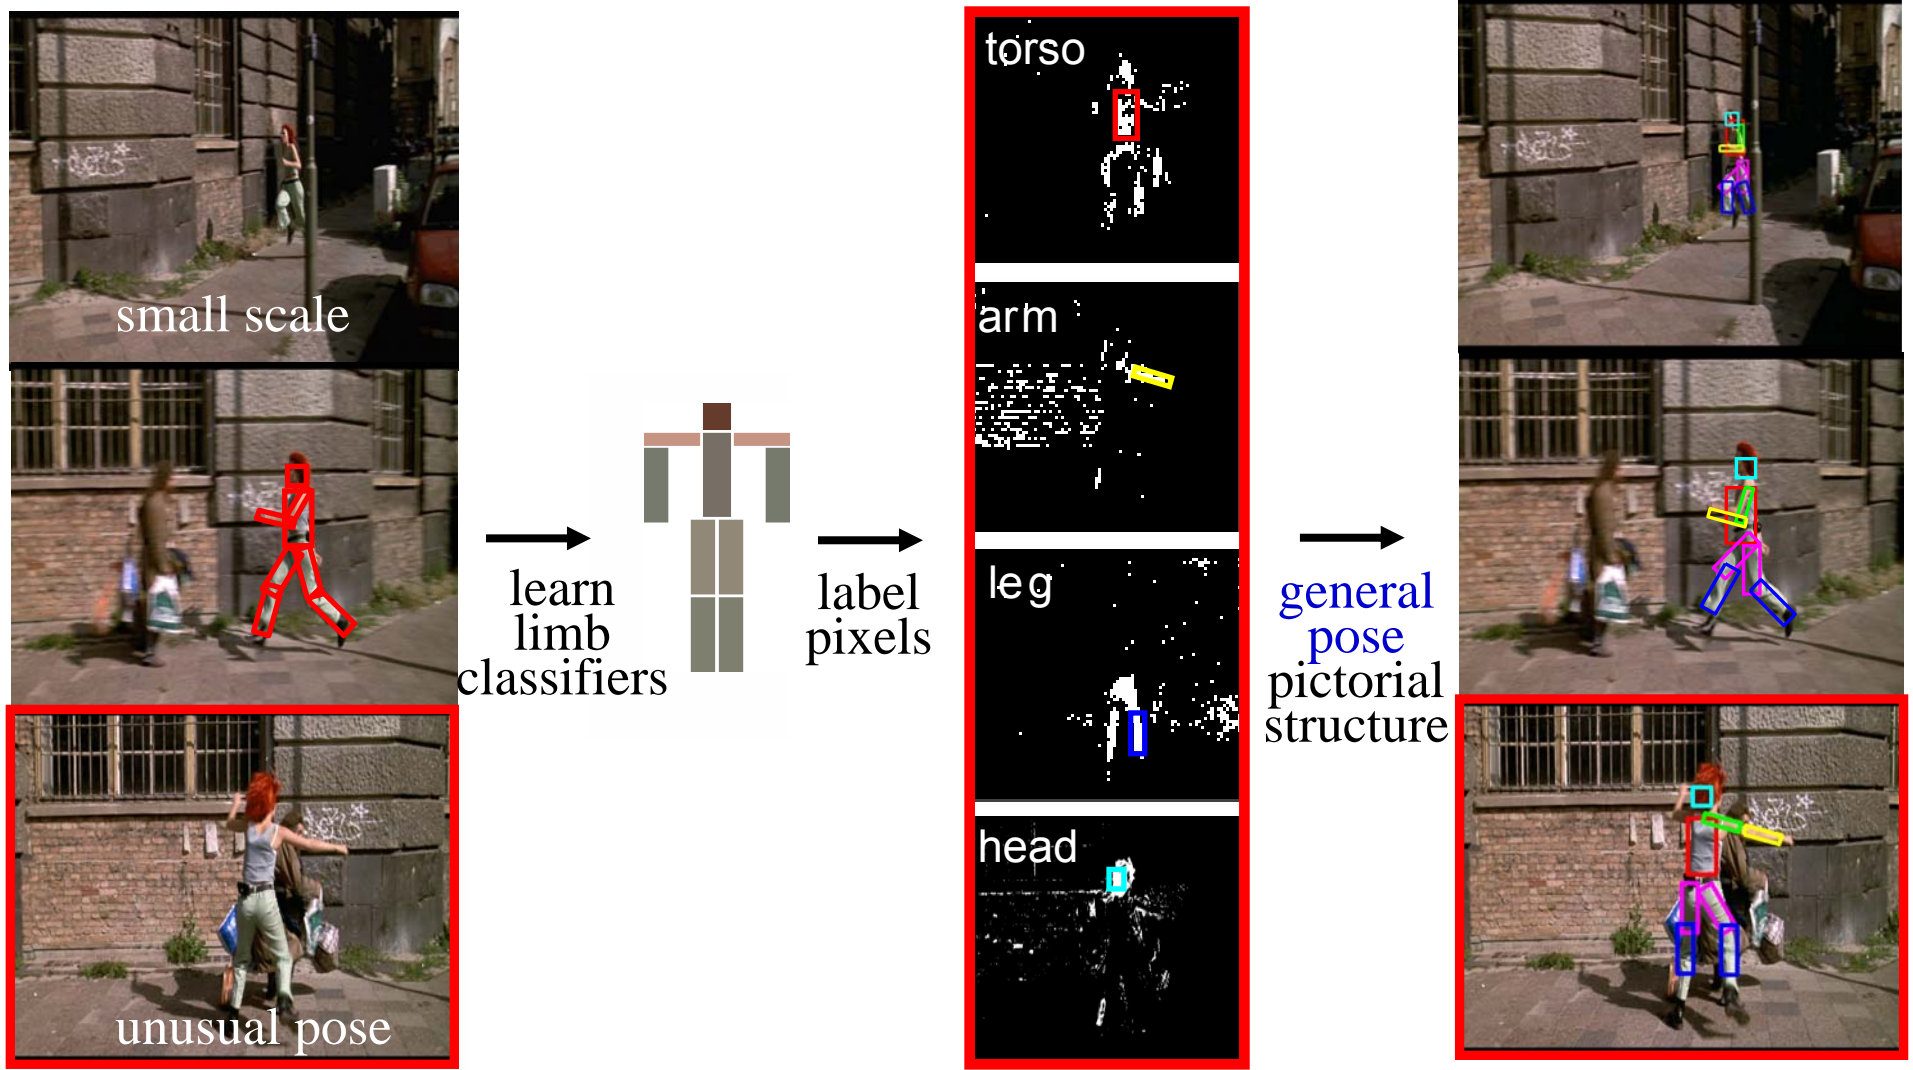 small scale
unusual pose
learn
limb
classifiers
label
pixels
torso
arm
leg
head
general
pose
pictorial
structure